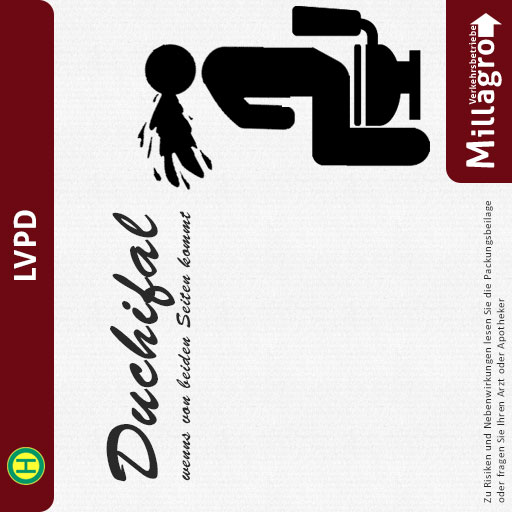 Verkehrsbetriebe
Millagro
LVPD
H
Duchifal
wenns von beiden Seiten kommt
Zu Risiken und Nebenwirkungen lesen Sie die Packungsbeilage
oder fragen Sie Ihren Arzt oder Apotheker